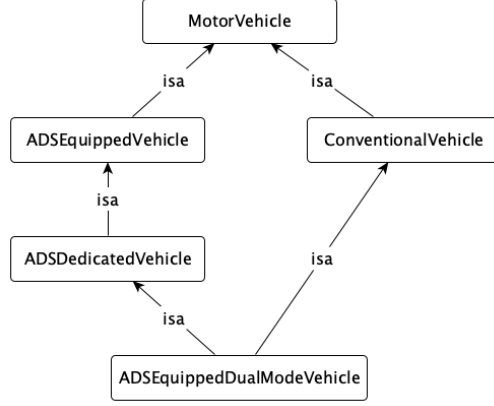 MotorVehicle
isa
isa
ADSEquippedVehicle
ConventionalVehicle
isa
ADSDedicatedVehicle
isa
isa
ADSEquippedDualModeVehicle